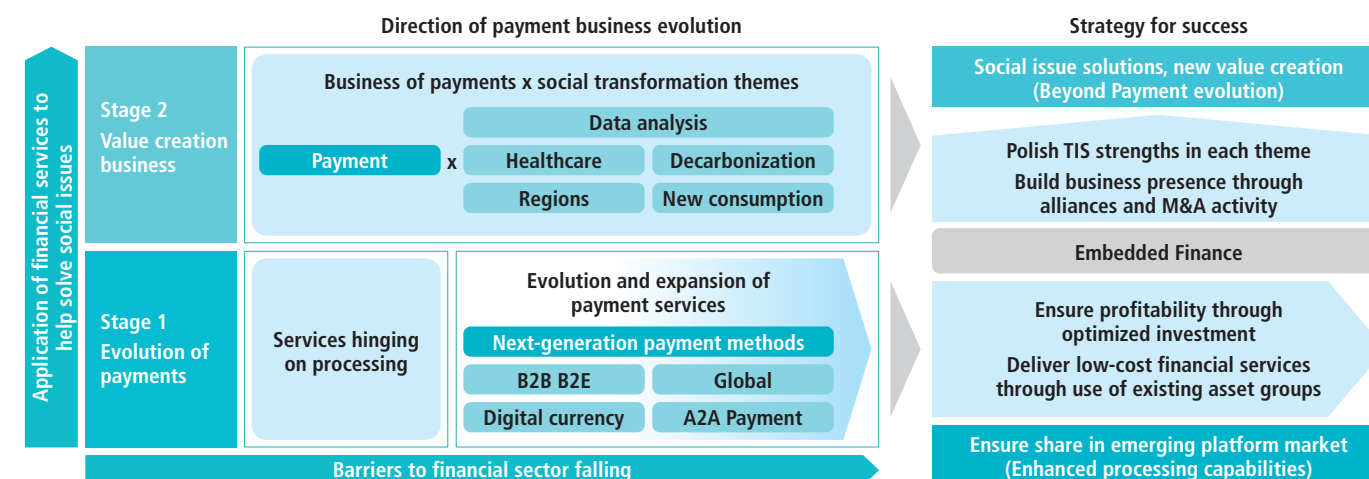 Direction of payment business evolution
Strategy for success
Application of financial services to
help solve social issues
Stage 2
Value creation
business
Business of payments x social transformation themes
Payment
x
Data analysis
Healthcare
Decarbonization
Regions
New consumption
Social issue solutions, new value creation
(Beyond Payment evolution)
Polish TIS strengths in each theme
Build business presence through
alliances and M&A activity
Embedded Finance
Stage 1
Evolution of
payments
Services hinging
on processing
Evolution and expansion of
payment services
Next-generation payment methods
B2B B2E
Global
Digital currency
A2A Payment
Ensure profitability through
optimized investment
Deliver low-cost financial services
through use of existing asset groups
Ensure share in emerging platform market
(Enhanced processing capabilities)
Barriers to financial sector falling